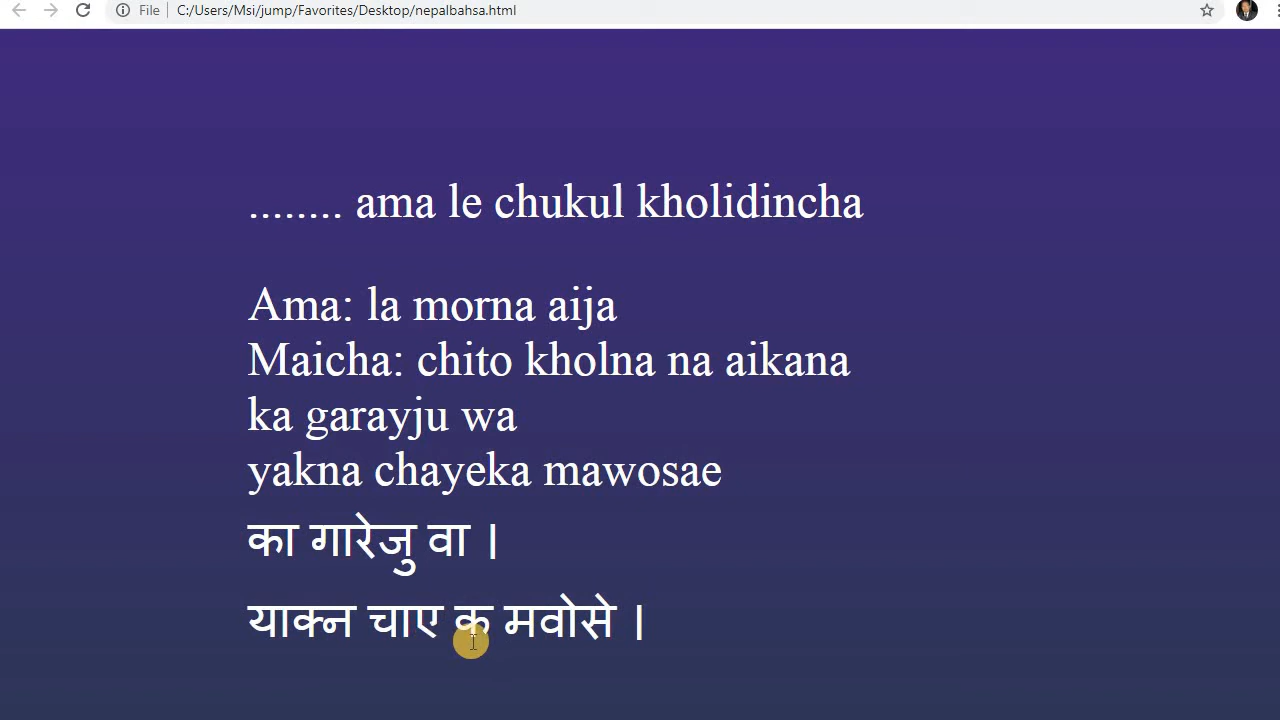 File C:/Users/Msi/jump/Favorites/Desktop/nepalbahsa.html
........ ama le chukul kholidincha
Ama: la morna aija
Maicha: chito kholna na aikana
ka garayju wa
yakna chayeka mawosae
का गारेजु वा ।
याक्न चाए क मवोसे ।